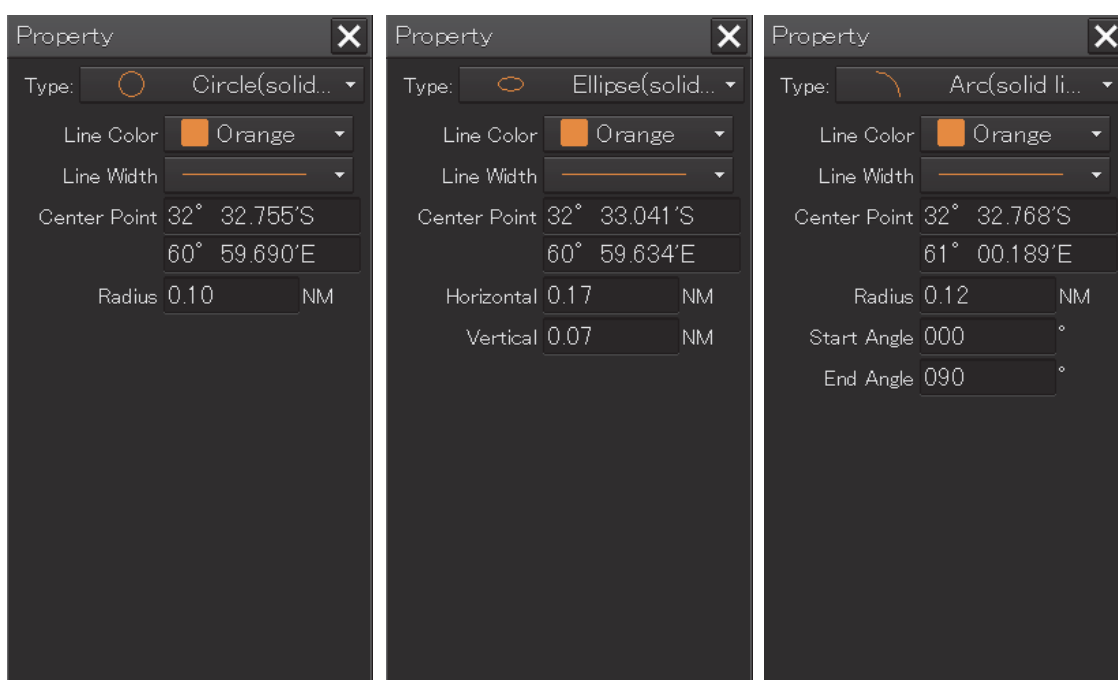 Property
Type: Circle(solid...
Line Color Orange
Line Width
Center Point 32° 32.755'S
60° 59.690'E
Radius 0.10 NM
Property
Type: Ellipse(solid...
Line Color Orange
Line Width
Center Point 32° 33.041'S
60° 59.634'E
Horizontal 0.17 NM
Vertical 0.07 NM
Property
Type: Arc(solid li...
Line Color Orange
Line Width
Center Point 32° 32.768'S
61° 00.189'E
Radius 0.12 NM
Start Angle 000 °
End Angle 090 °